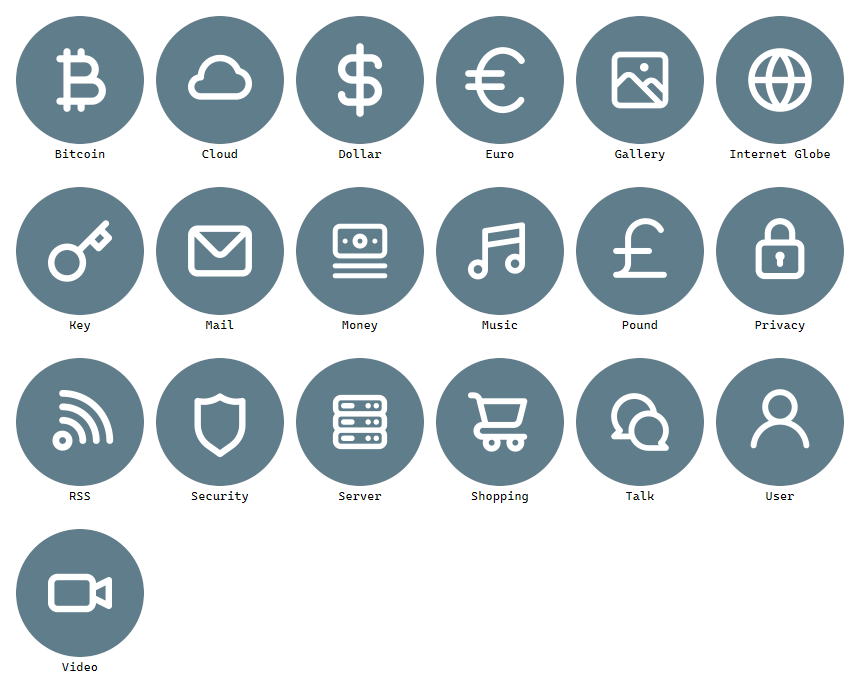 Bitcoin
Cloud
Dollar
Euro
Gallery
Internet Globe
Key
Mail
Money
Music
Pound
Privacy
RSS
Security
Server
Shopping
Talk
User
Video